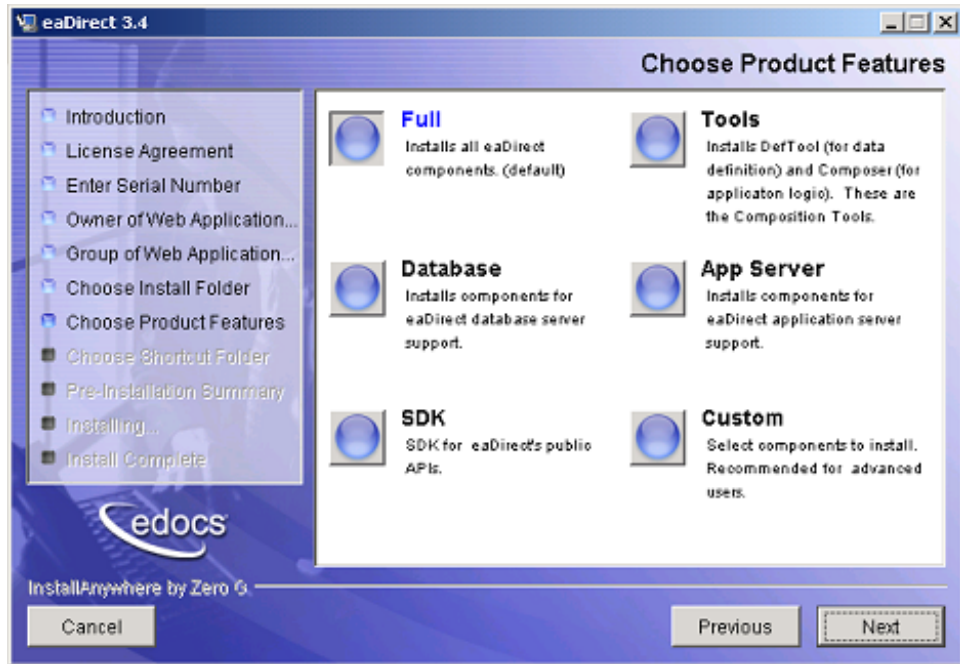 eaDirect 3.4
Choose Product Features
Introduction
License Agreement
Enter Serial Number
Owner of Web Application...
Group of Web Application...
Choose Install Folder
Choose Product Features
Choose Shortcut Folder
Pre-Installation Summary
Installing...
Install Complete
edocs
Full
Installs all eaDirect
components. (default)
Tools
Installs DefTool (for data
definition) and Composer (for
applicaton logic). These are
the Composition Tools.
Database
Installs components for
eaDirect database server
support.
App Server
Installs components for
eaDirect application server
support.
SDK
SDK for eaDirect's public
APIs.
Custom
Select components to install.
Recommended for advanced
users.
InstallAnywhere by Zero G.
Cancel
Previous
Next